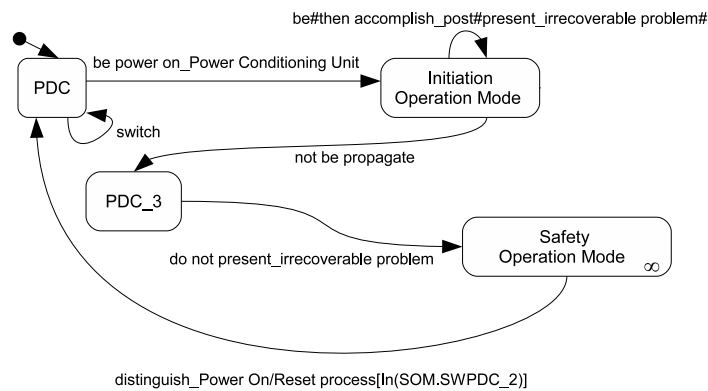 be#then accomplish_post#present_irrecoverable problem#
be power on_Power Conditioning Unit
PDC
Initiation
Operation Mode
switch
not be propagate
PDC_3
Safety
Operation Mode
∞
do not present_irrecoverable problem
distinguish_Power On/Reset process[In(SOM.SWPDC_2)]